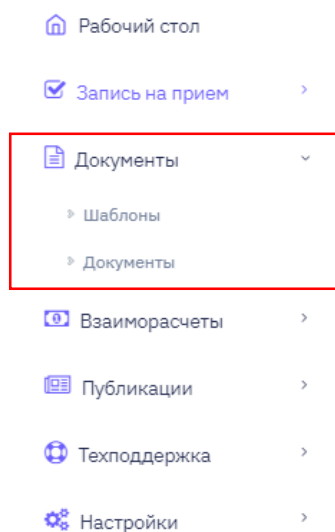 Рабочий стол
Запись на прием
Документы
Шаблоны
Документы
Взаиморасчеты
Публикации
Техподдержка
Настройки